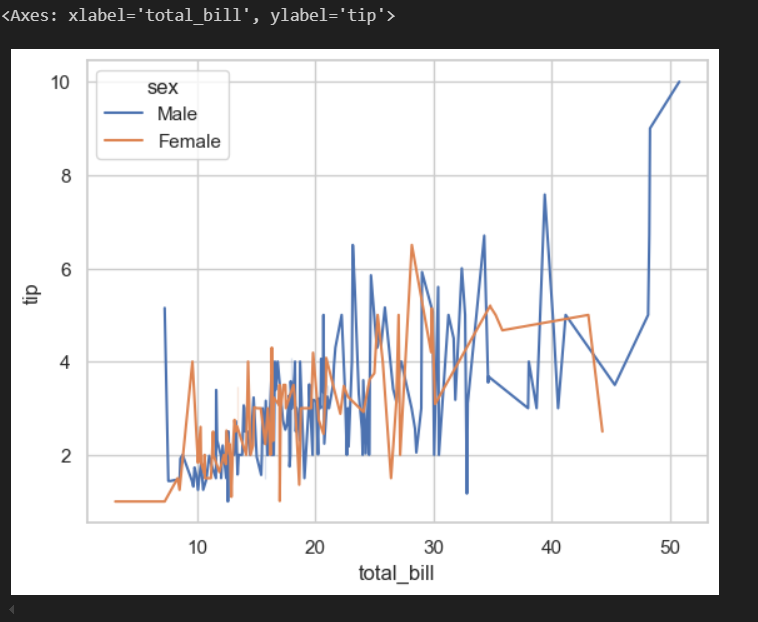 <Axes: xlabel='total_bill', ylabel='tip'>
sex
Male
Female
10
8
6
4
2
tip
10 20 30 40 50
total_bill